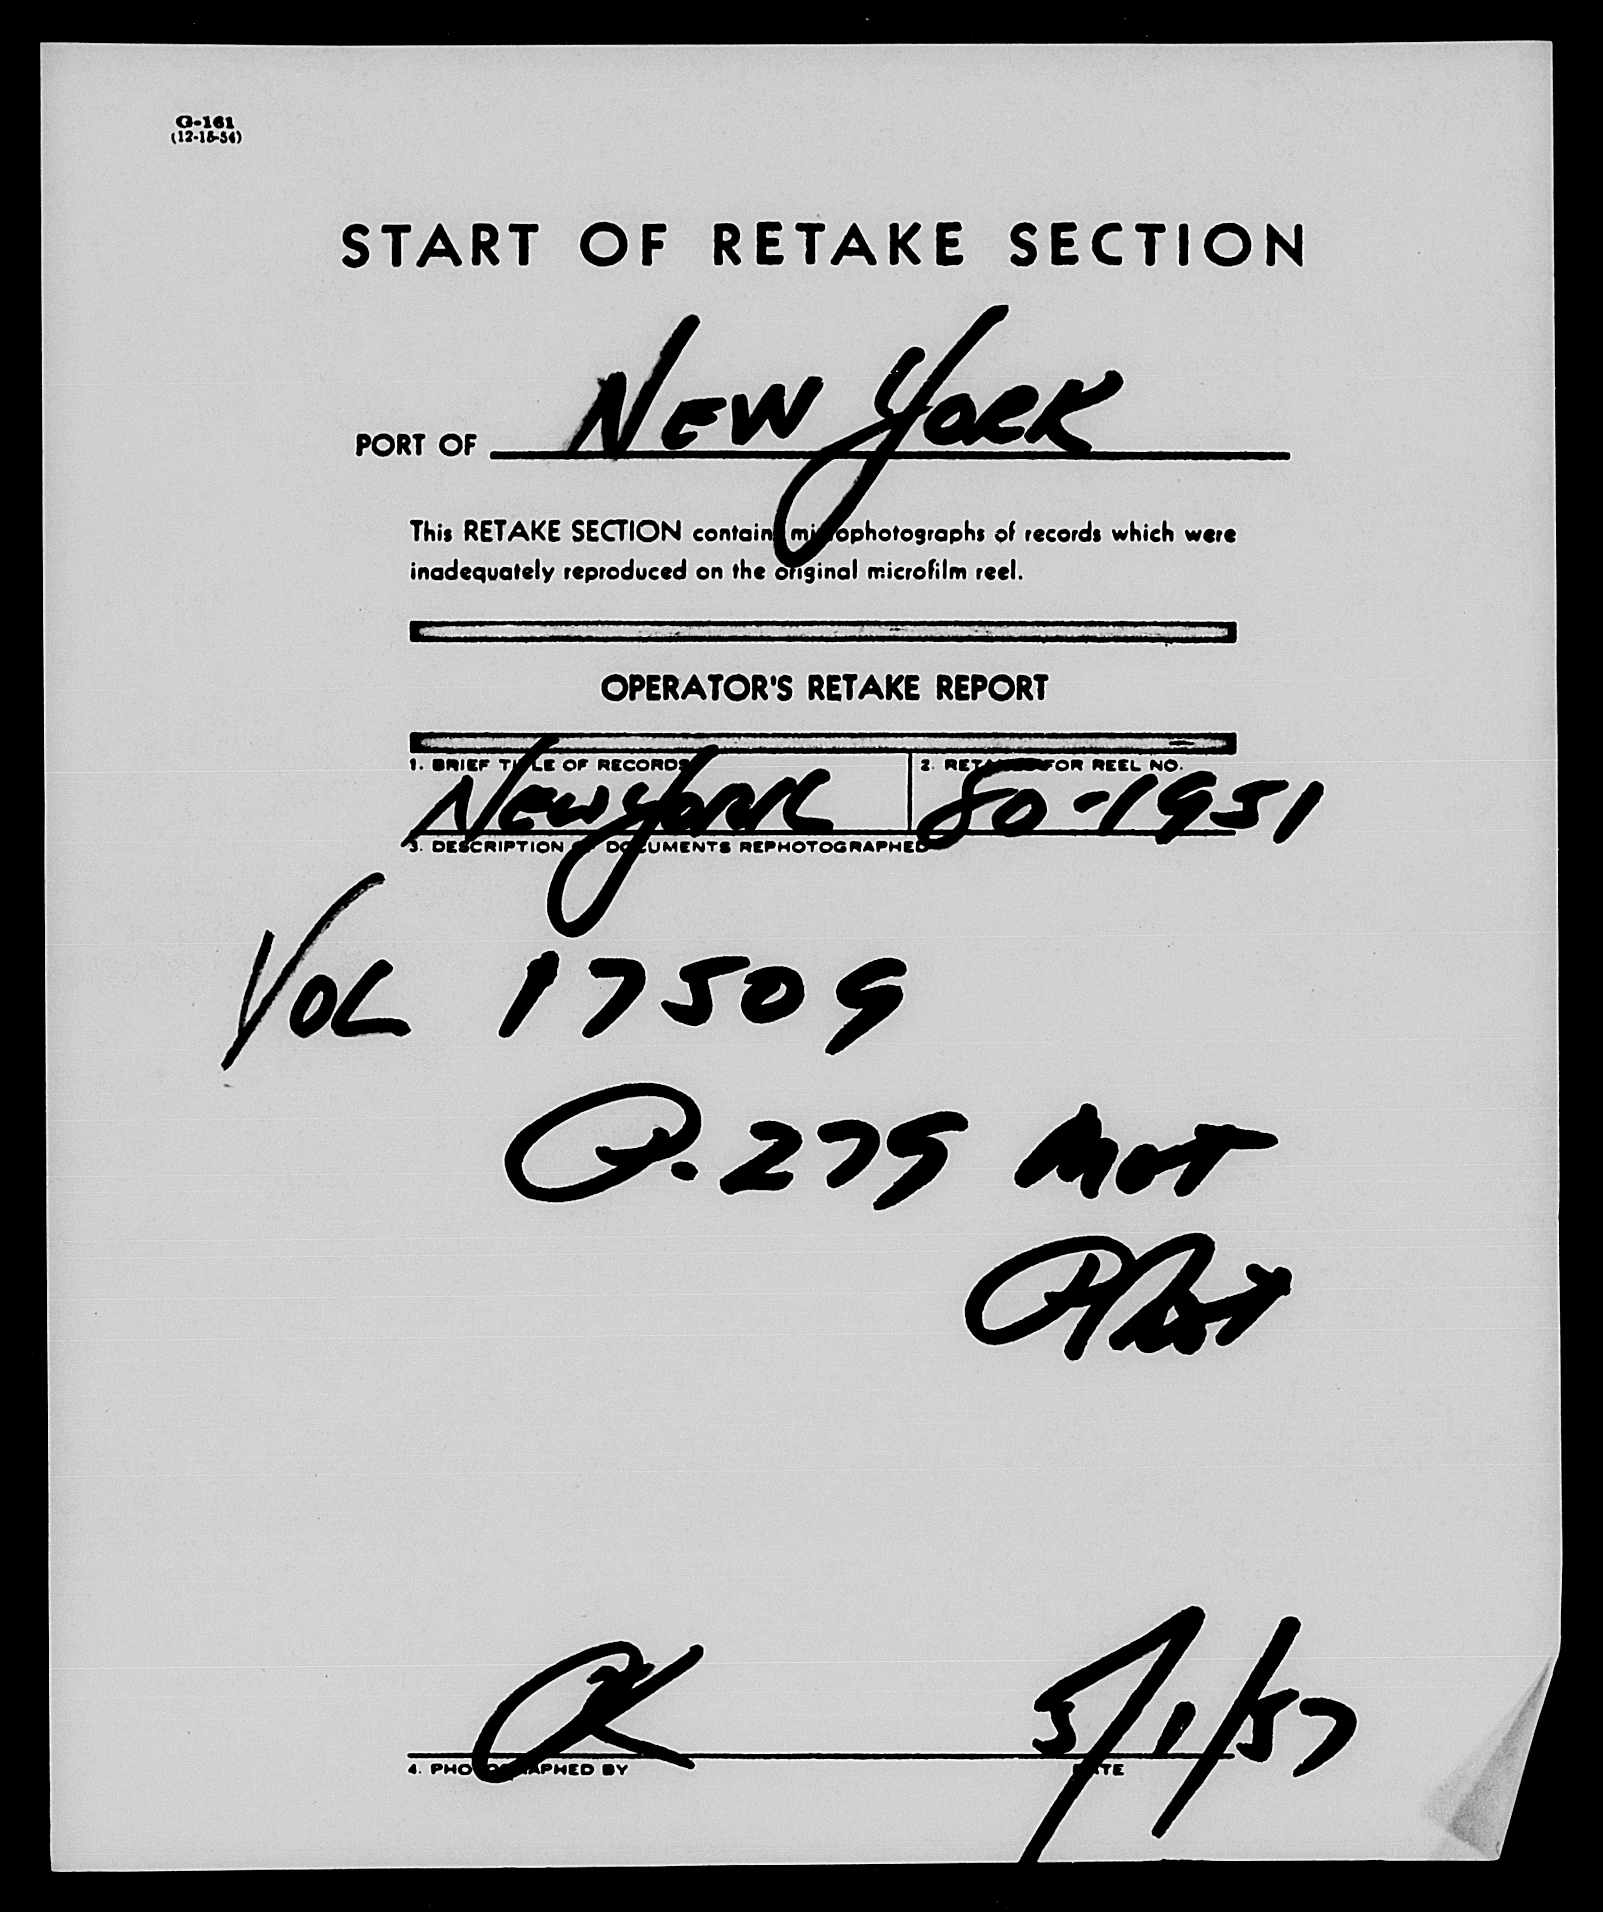 G-161
(12-15-54)
START OF RETAKE SECTION
PORT OF NEW YORK
This RETAKE SECTION contains microphotographs of records which were
inadequately reproduced on the original microfilm reel.
OPERATOR'S RETAKE REPORT
1. BRIEF TITLE OF RECORDS 2. RETAKES FOR REEL NO.
NEW YORK 80-1951
3. DESCRIPTION OF DOCUMENTS REPHOTOGRAPHED
VOL 17509
P. 279 not
Phot
5/1/57
4. PHOTOGRAPHED BY DATE